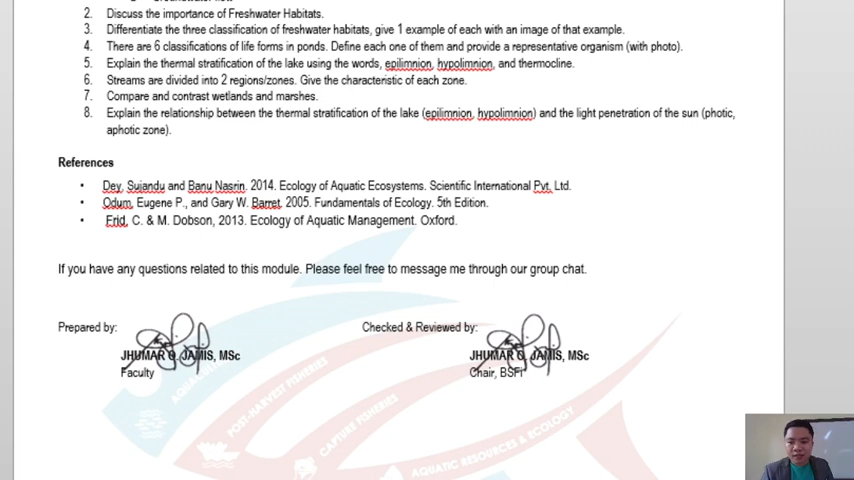 2. Discuss the importance of Freshwater Habitats.
3. Differentiate the three classification of freshwater habitats, give 1 example of each with an image of that example.
4. There are 6 classifications of life forms in ponds. Define each one of them and provide a representative organism (with photo).
5. Explain the thermal stratification of the lake using the words, epilimnion, hypolimnion, and thermocline.
6. Streams are divided into 2 regions/zones. Give the characteristic of each zone.
7. Compare and contrast wetlands and marshes.
8. Explain the relationship between the thermal stratification of the lake (epilimnion, hypolimnion) and the light penetration of the sun (photic,
aphotic zone).
References
• Dey, Sujandu and Banu Nasrin. 2014. Ecology of Aquatic Ecosystems. Scientific International Pvt. Ltd.
• Odum, Eugene P., and Gary W. Barret. 2005. Fundamentals of Ecology. 5th Edition.
• Frid, C. & M. Dobson, 2013. Ecology of Aquatic Management. Oxford.
If you have any questions related to this module. Please feel free to message me through our group chat.
Prepared by: Checked & Reviewed by:
JHUMAR Q. JAMIS, MSc JHUMAR Q. JAMIS, MSc
Faculty Chair, BSFi
POST-HARVEST FISHERIES
CAPTURE FISHERIES
AQUATIC RESOURCES & ECOLOGY